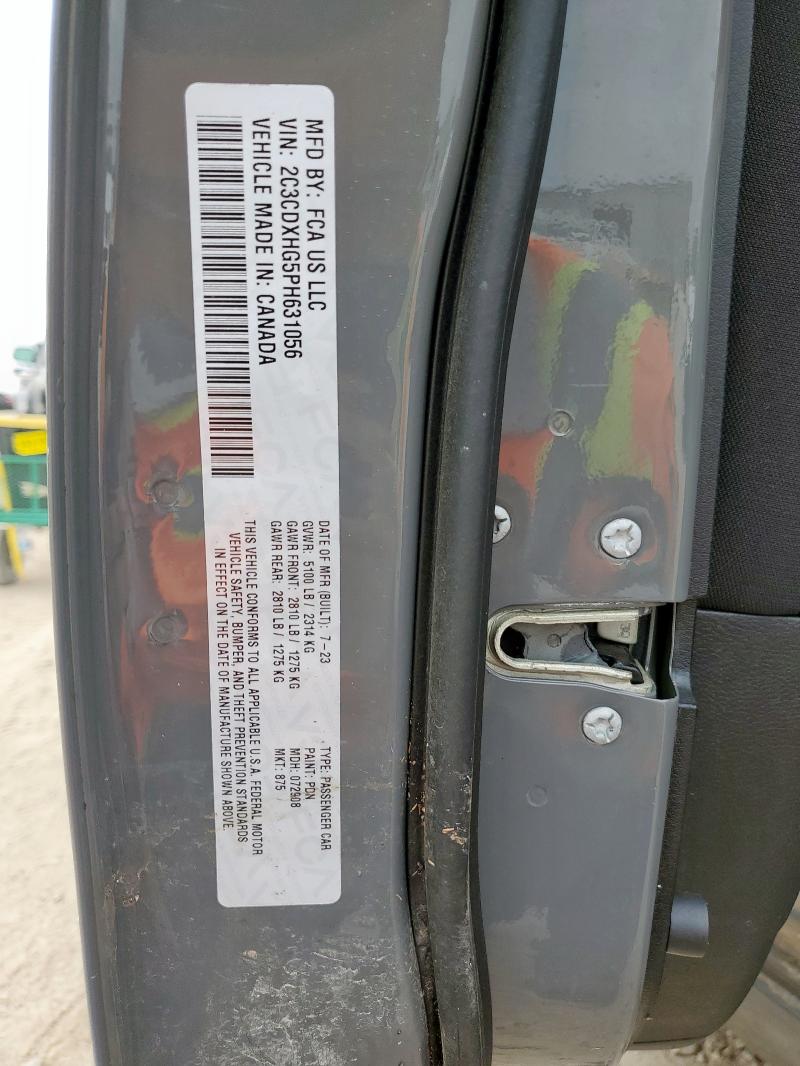 MFD BY: FCA US LLC
VIN: 2C3CDXHG5PH631056
VEHICLE MADE IN: CANADA
DATE OF MFR (BUILT): 7-23
GVWR: 5100 LB / 2314 KG
GAWR FRONT: 2810 LB / 1275 KG
GAWR REAR: 2810 LB / 1275 KG
TYPE: PASSENGER CAR
PAINT: PDN
MDH: 072908
MKT: 875 /
THIS VEHICLE CONFORMS TO ALL APPLICABLE U.S.A. FEDERAL MOTOR
VEHICLE SAFETY, BUMPER, AND THEFT PREVENTION STANDARDS
IN EFFECT ON THE DATE OF MANUFACTURE SHOWN ABOVE.